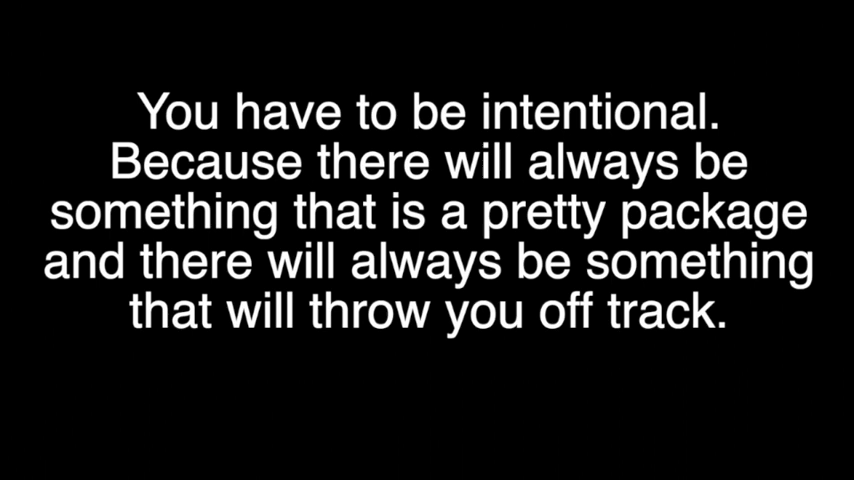 You have to be intentional.
Because there will always be
something that is a pretty package
and there will always be something
that will throw you off track.